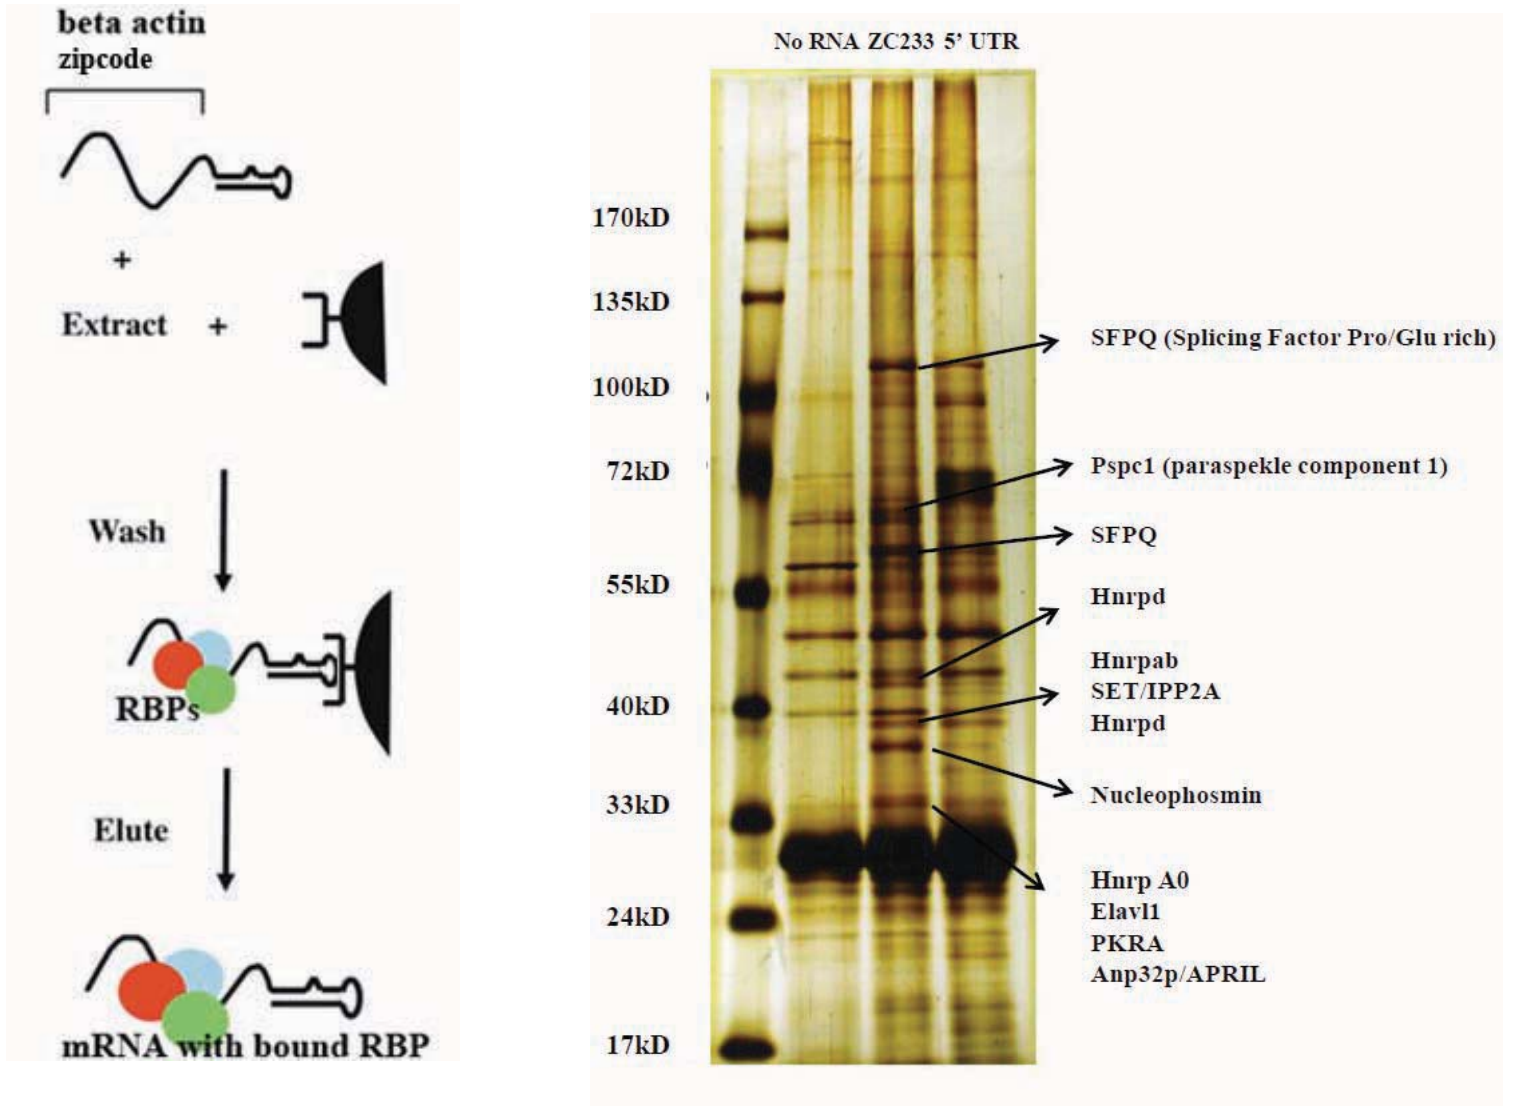 beta actin
zipcode
+
Extract +
Wash
RBPs
Elute
mRNA with bound RBP
No RNA ZC233 5’ UTR
170kD
135kD
100kD
72kD
55kD
40kD
33kD
24kD
17kD
SFPQ (Splicing Factor Pro/Glu rich)
Pspc1 (paraspekle component 1)
SFPQ
Hnrpd
Hnrpab
SET/IPP2A
Hnrpd
Nucleophosmin
Hnrp A0
Elavl1
PKRA
Anp32p/APRIL